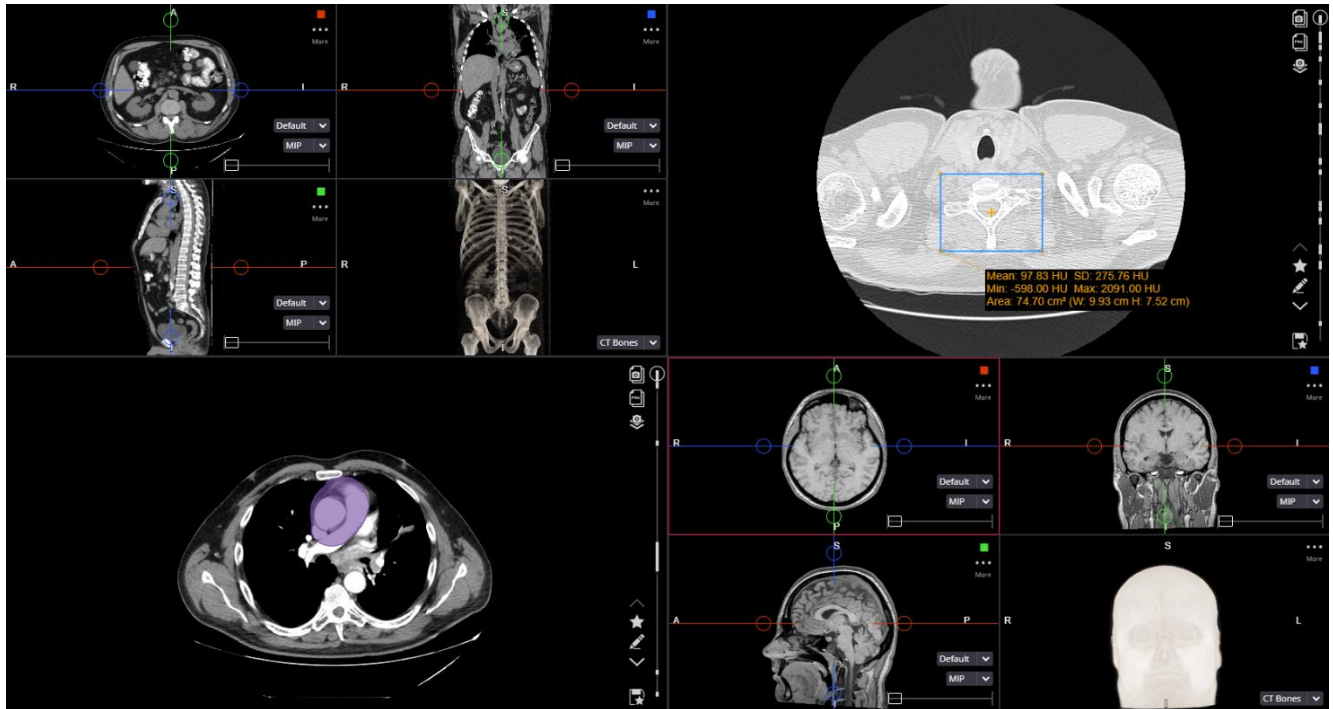 A
More
R
I
Default
MIP
P
S
More
I
Default
MIP
I
S
More
A
P
Default
MIP
I
S
More
R
L
CT Bones
I
PNG
Mean: 97.83 HU SD: 275.76 HU
Min: -598.00 HU Max: 2091.00 HU
Area: 74.70 cm² (W: 9.93 cm H: 7.52 cm)
PNG
A
More
R
I
Default
MIP
P
S
More
R
I
Default
MIP
I
S
More
A
P
Default
MIP
S
More
R
L
CT Bones
I